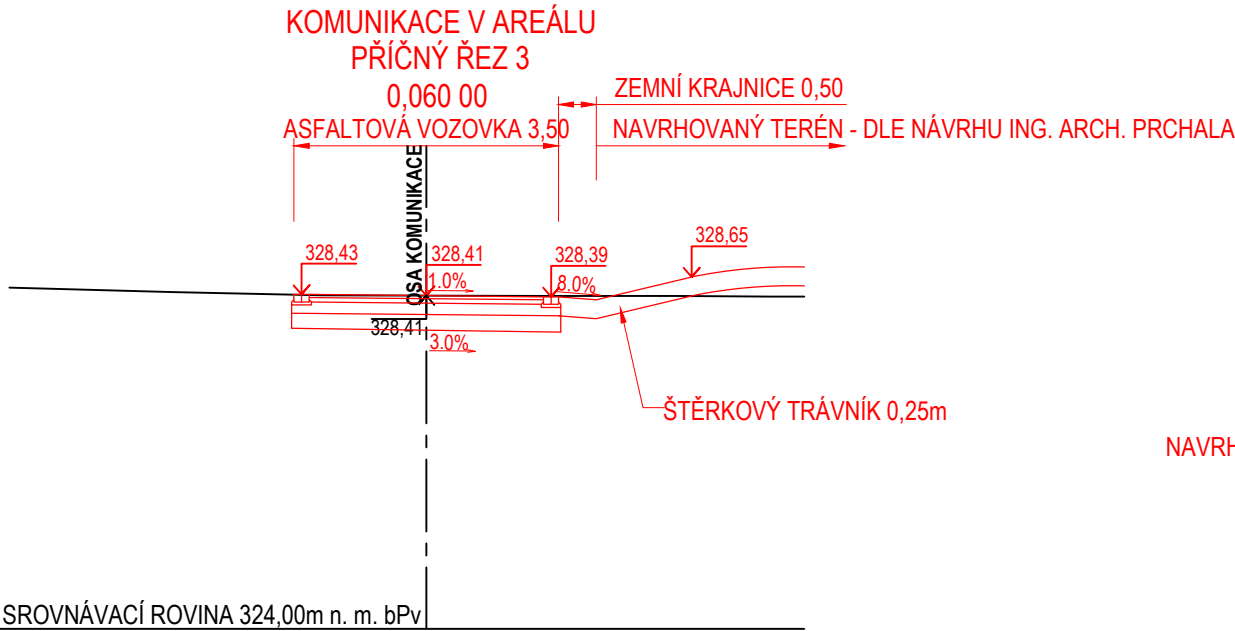 KOMUNIKACE V AREÁLU
PŘÍČNÝ ŘEZ 3
0,060 00
ZEMNÍ KRAJNICE 0,50
ASFALTOVÁ VOZOVKA 3,50
NAVRHOVANÝ TERÉN - DLE NÁVRHU ING. ARCH. PRCHALA
OSA KOMUNIKACE
328,43
328,41
328,39
328,65
1.0%
8.0%
328,41
3.0%
ŠTĚRKOVÝ TRÁVNÍK 0,25m
NAVRH
SROVNÁVACÍ ROVINA 324,00m n. m. bPv